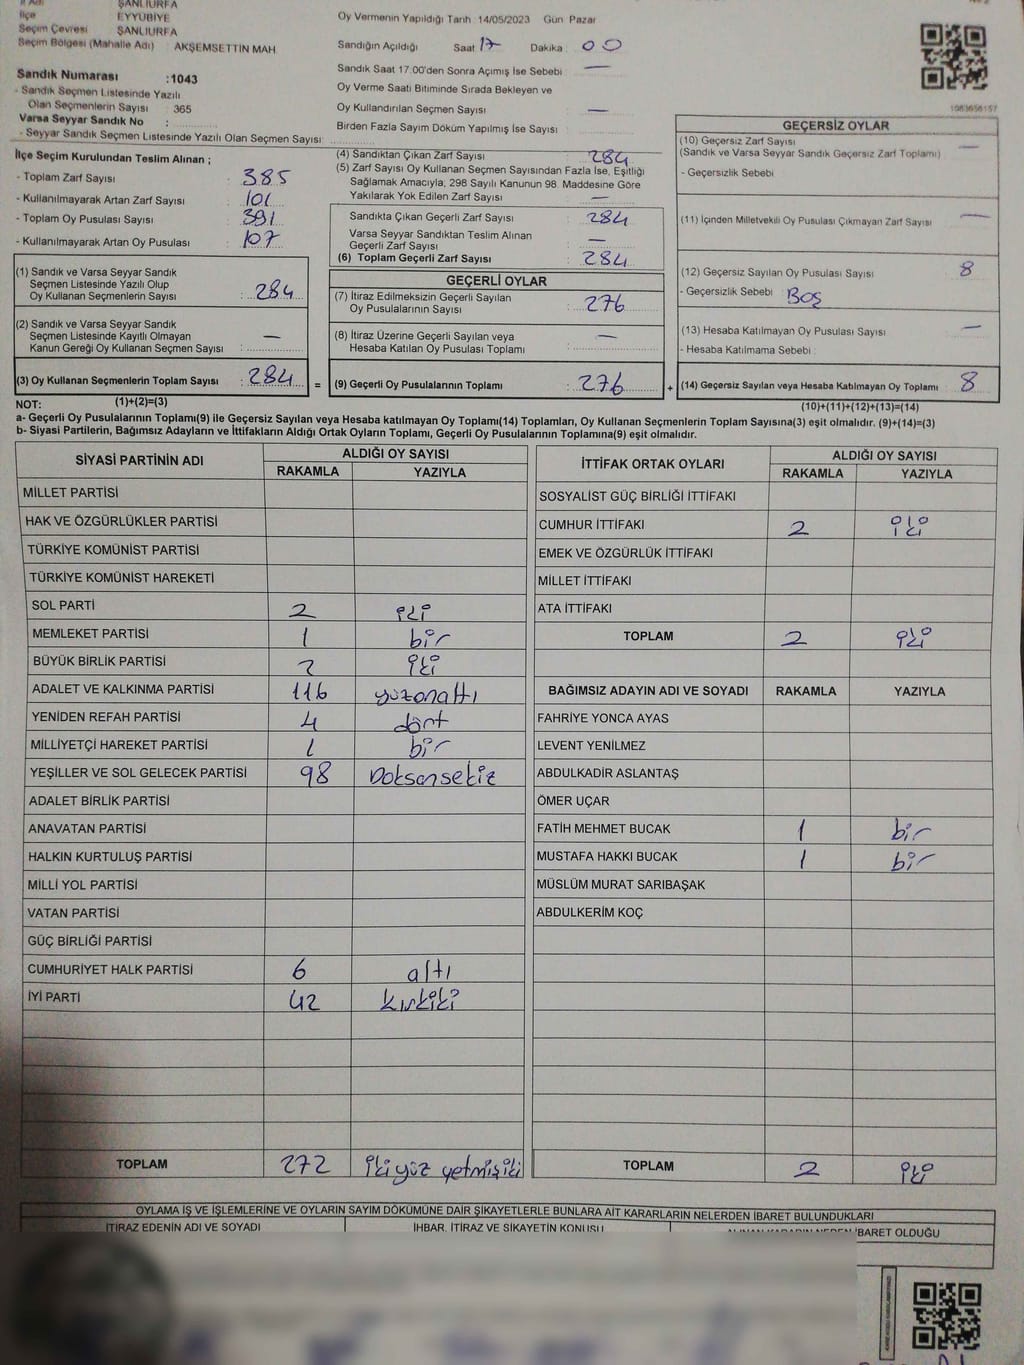 İl Adı ŞANLIURFA
İlçe EYYUBİYE
Seçim Çevresi ŞANLIURFA
Seçim Bölgesi (Mahalle Adı) : AKŞEMSETTİN MAH.
Sandık Numarası :1043
- Sandık Seçmen Listesinde Yazılı
Olan Seçmenlerin Sayısı : 365
Varsa Seyyar Sandık No :
- Seyyar Sandık Seçmen Listesinde Yazılı Olan Seçmen Sayısı :
Oy Vermenin Yapıldığı Tarih :14/05/2023 Gün :Pazar
Sandığın Açıldığı Saat : 17 Dakika : 00
Sandık Saat 17.00'den Sonra Açımış İse Sebebi : —
Oy Verme Saati Bitiminde Sırada Bekleyen ve
Oy Kullandırılan Seçmen Sayısı : —
Birden Fazla Sayım Döküm Yapılmış İse Sayısı :
1083656157
İlçe Seçim Kurulundan Teslim Alınan ;
- Toplam Zarf Sayısı : 385
- Kullanılmayarak Artan Zarf Sayısı : 101
- Toplam Oy Pusulası Sayısı : 391
- Kullanılmayarak Artan Oy Pusulası : 107
(1) Sandık ve Varsa Seyyar Sandık
Seçmen Listesinde Yazılı Olup
Oy Kullanan Seçmenlerin Sayısı : 284
(2) Sandık ve Varsa Seyyar Sandık
Seçmen Listesinde Kayıtlı Olmayan
Kanun Gereği Oy Kullanan Seçmen Sayısı : —
(3) Oy Kullanan Seçmenlerin Toplam Sayısı : 284
(1)+(2)=(3)
(4) Sandıktan Çıkan Zarf Sayısı : 284
(5) Zarf Sayısı Oy Kullanan Seçmen Sayısından Fazla İse, Eşitliği
Sağlamak Amacıyla; 298 Sayılı Kanunun 98. Maddesine Göre
Yakılarak Yok Edilen Zarf Sayısı : —
Sandıkta Çıkan Geçerli Zarf Sayısı : 284
Varsa Seyyar Sandıktan Teslim Alınan
Geçerli Zarf Sayısı : —
(6) Toplam Geçerli Zarf Sayısı : 284
GEÇERLİ OYLAR
(7) İtiraz Edilmeksizin Geçerli Sayılan
Oy Pusulalarının Sayısı : 276
(8) İtiraz Üzerine Geçerli Sayılan veya
Hesaba Katılan Oy Pusulası Toplamı : —
= (9) Geçerli Oy Pusulalarının Toplamı : 276
GEÇERSİZ OYLAR
(10) Geçersiz Zarf Sayısı : —
(Sandık ve Varsa Seyyar Sandık Geçersiz Zarf Toplamı)
- Geçersizlik Sebebi
(11) İçinden Milletvekili Oy Pusulası Çıkmayan Zarf Sayısı : —
(12) Geçersiz Sayılan Oy Pusulası Sayısı : 8
- Geçersizlik Sebebi : Boş
(13) Hesaba Katılmayan Oy Pusulası Sayısı : —
- Hesaba Katılmama Sebebi :
+ (14) Geçersiz Sayılan veya Hesaba Katılmayan Oy Toplamı : 8
(10)+(11)+(12)+(13)=(14)
NOT:
a- Geçerli Oy Pusulalarının Toplamı(9) ile Geçersiz Sayılan veya Hesaba katılmayan Oy Toplamı(14) Toplamları, Oy Kullanan Seçmenlerin Toplam Sayısına(3) eşit olmalıdır. (9)+(14)=(3)
b- Siyasi Partilerin, Bağımsız Adayların ve İttifakların Aldığı Ortak Oyların Toplamı, Geçerli Oy Pusulalarının Toplamına(9) eşit olmalıdır.
SİYASİ PARTİNİN ADI ALDIĞI OY SAYISI
RAKAMLA YAZIYLA
MİLLET PARTİSİ
HAK VE ÖZGÜRLÜKLER PARTİSİ
TÜRKİYE KOMÜNİST PARTİSİ
TÜRKİYE KOMÜNİST HAREKETİ
SOL PARTİ 2 iki
MEMLEKET PARTİSİ 1 bir
BÜYÜK BİRLİK PARTİSİ 2 iki
ADALET VE KALKINMA PARTİSİ 116 yüzonaltı
YENİDEN REFAH PARTİSİ 4 dört
MİLLİYETÇİ HAREKET PARTİSİ 1 bir
YEŞİLLER VE SOL GELECEK PARTİSİ 98 Doksansekiz
ADALET BİRLİK PARTİSİ
ANAVATAN PARTİSİ
HALKIN KURTULUŞ PARTİSİ
MİLLİ YOL PARTİSİ
VATAN PARTİSİ
GÜÇ BİRLİĞİ PARTİSİ
CUMHURİYET HALK PARTİSİ 6 altı
İYİ PARTİ 42 kırkiki
TOPLAM 272 ikiyüz yetmişiki
İTTİFAK ORTAK OYLARI ALDIĞI OY SAYISI
RAKAMLA YAZIYLA
SOSYALİST GÜÇ BİRLİĞİ İTTİFAKI
CUMHUR İTTİFAKI 2 iki
EMEK VE ÖZGÜRLÜK İTTİFAKI
MİLLET İTTİFAKI
ATA İTTİFAKI
TOPLAM 2 iki
BAĞIMSIZ ADAYIN ADI VE SOYADI RAKAMLA YAZIYLA
FAHRİYE YONCA AYAS
LEVENT YENİLMEZ
ABDULKADİR ASLANTAŞ
ÖMER UÇAR
FATİH MEHMET BUCAK 1 bir
MUSTAFA HAKKI BUCAK 1 bir
MÜSLÜM MURAT SARIBAŞAK
ABDULKERİM KOÇ
TOPLAM 2 iki
OYLAMA İŞ VE İŞLEMLERİNE VE OYLARIN SAYIM DÖKÜMÜNE DAİR ŞİKAYETLERLE BUNLARA AİT KARARLARIN NELERDEN İBARET BULUNDUKLARI
İTİRAZ EDENİN ADI VE SOYADI İHBAR, İTİRAZ VE ŞİKAYETİN KONUSU ALINAN KARARIN NEDEN İBARET OLDUĞU